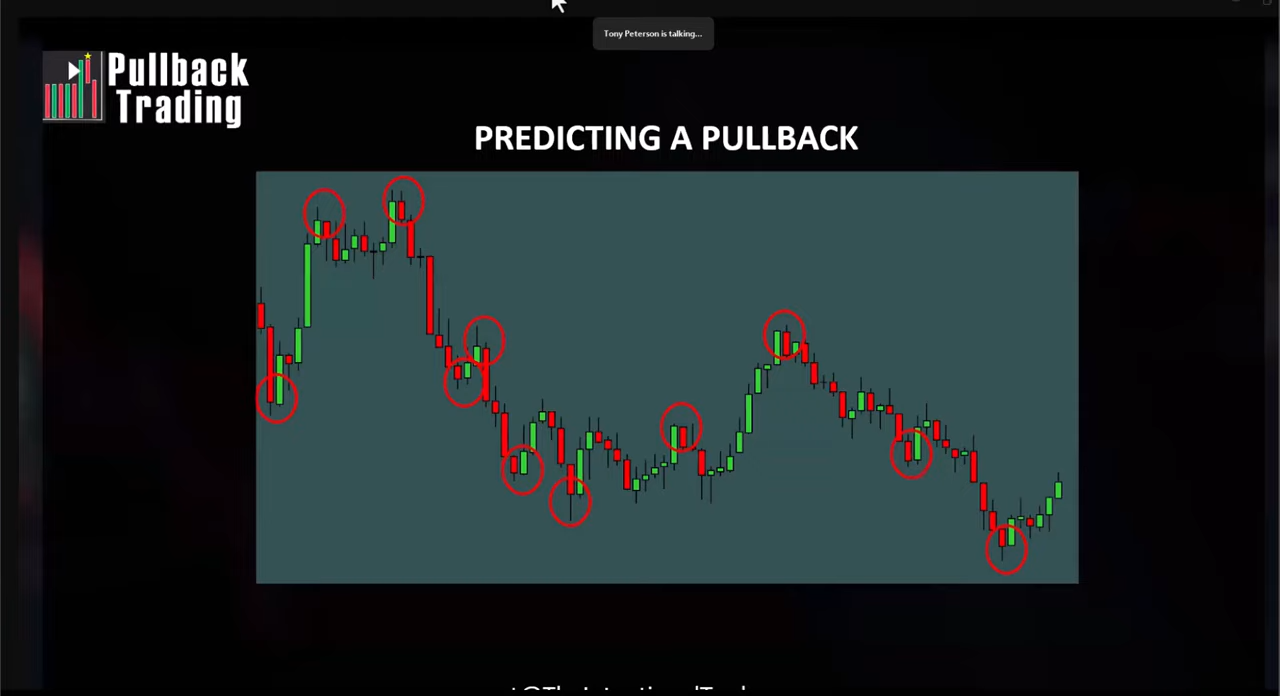 Tony Peterson is talking...
Pullback
Trading
PREDICTING A PULLBACK